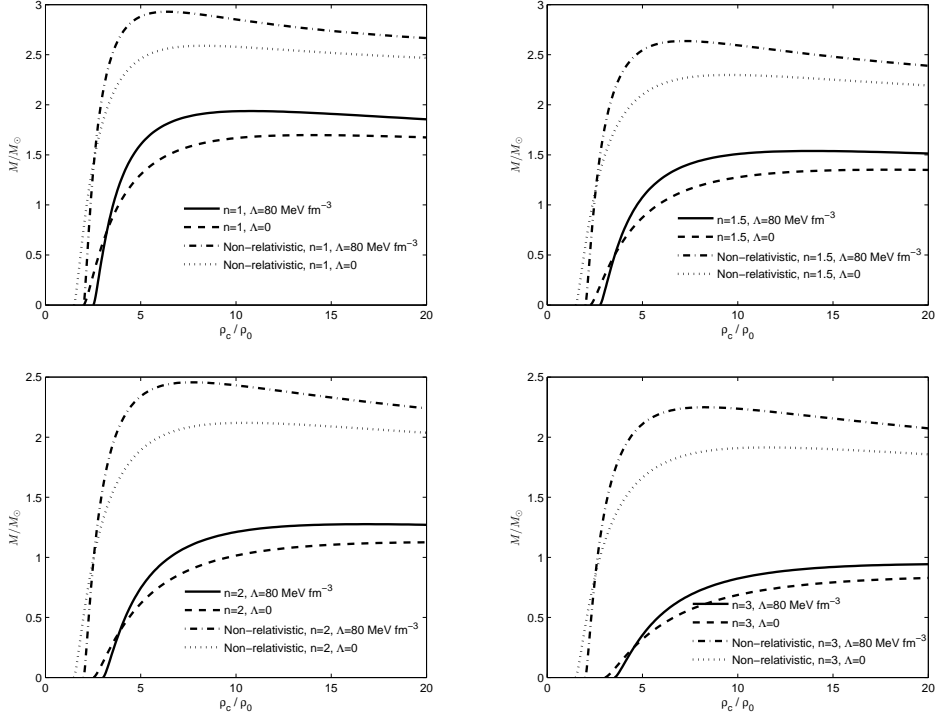 3
2.5
2
1.5
1
0.5
0
M/M⊙
n=1, Λ=80 MeV fm⁻³
n=1, Λ=0
Non−relativistic, n=1, Λ=80 MeV fm⁻³
Non−relativistic, n=1, Λ=0
0 5 10 15 20
ρc / ρ0
3
2.5
2
1.5
1
0.5
0
M/M⊙
n=1.5, Λ=80 MeV fm⁻³
n=1.5, Λ=0
Non−relativistic, n=1.5, Λ=80 MeV fm⁻³
Non−relativistic, n=1.5, Λ=0
0 5 10 15 20
ρc / ρ0
2.5
2
1.5
1
0.5
0
M/M⊙
n=2, Λ=80 MeV fm⁻³
n=2, Λ=0
Non−relativistic, n=2, Λ=80 MeV fm⁻³
Non−relativistic, n=2, Λ=0
0 5 10 15 20
ρc / ρ0
2.5
2
1.5
1
0.5
0
M/M⊙
n=3, Λ=80 MeV fm⁻³
n=3, Λ=0
Non−relativistic, n=3, Λ=80 MeV fm⁻³
Non−relativistic, n=3, Λ=0
0 5 10 15 20
ρc / ρ0